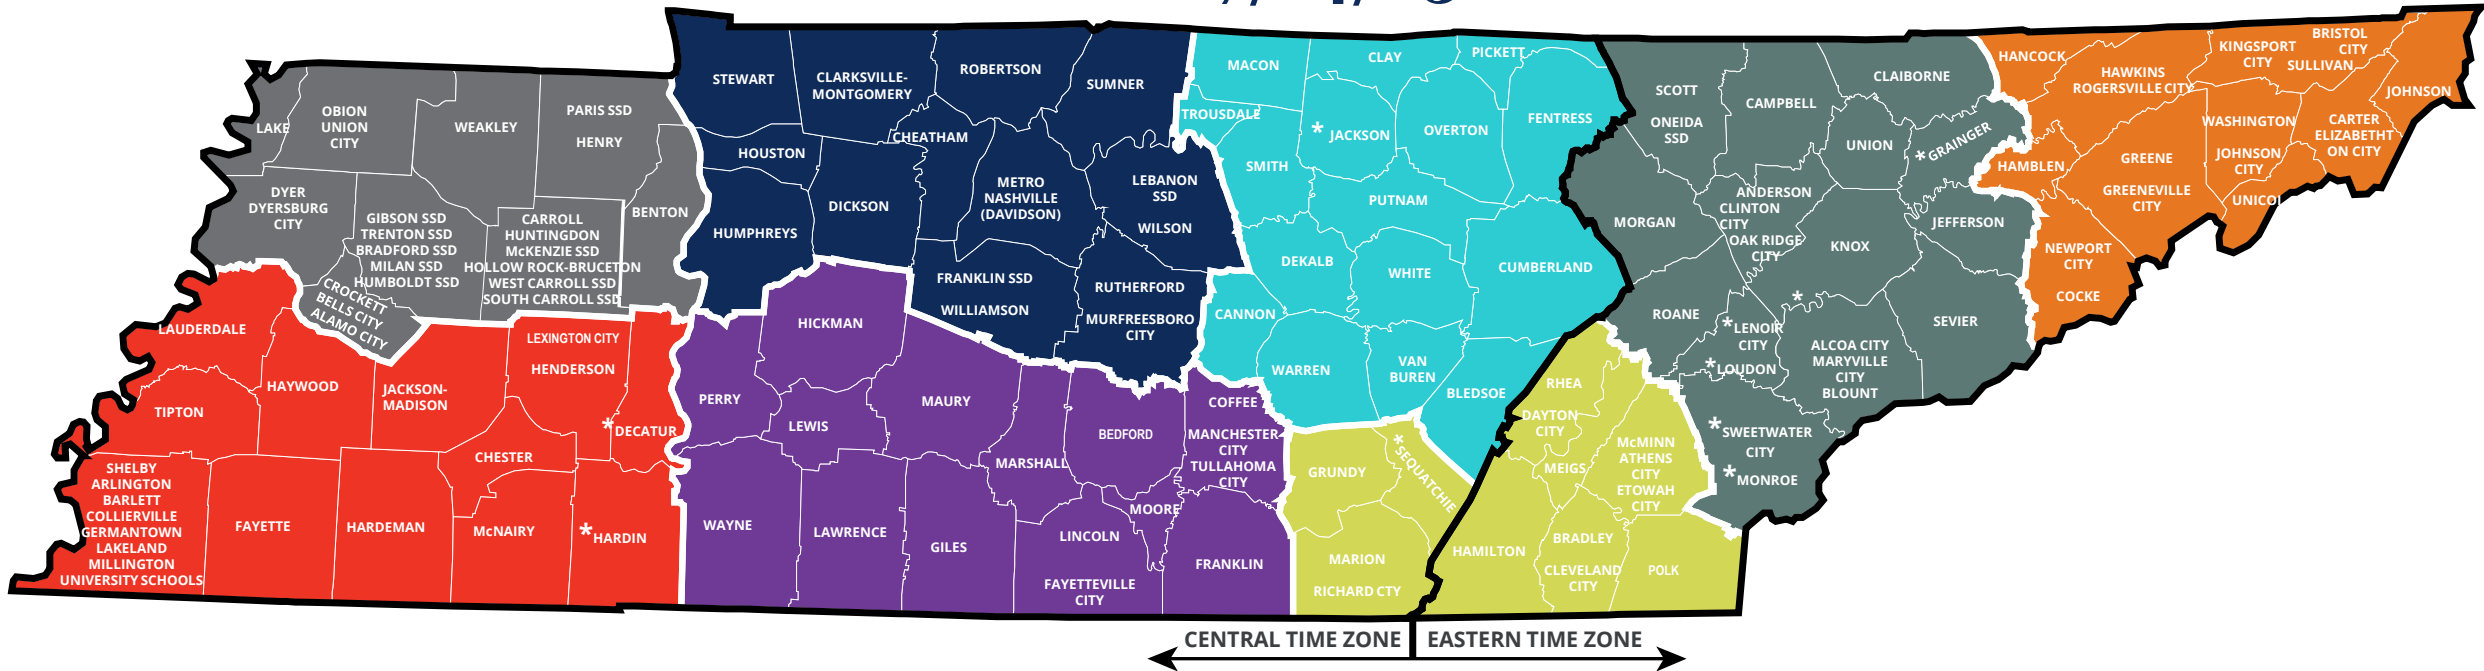 LAKE
OBION
UNION
CITY
WEAKLEY
PARIS SSD
HENRY
DYER
DYERSBURG
CITY
GIBSON SSD
TRENTON SSD
BRADFORD SSD
MILAN SSD
HUMBOLDT SSD
CARROLL
HUNTINGDON
McKENZIE SSD
HOLLOW ROCK-BRUCETON
WEST CARROLL SSD
SOUTH CARROLL SSD
BENTON
CROCKETT
BELLS CITY
ALAMO CITY
LAUDERDALE
HAYWOOD
TIPTON
JACKSON-
MADISON
LEXINGTON CITY
HENDERSON
* DECATUR
CHESTER
SHELBY
ARLINGTON
BARLETT
COLLIERVILLE
GERMANTOWN
LAKELAND
MILLINGTON
UNIVERSITY SCHOOLS
FAYETTE
HARDEMAN
McNAIRY
* HARDIN
STEWART
CLARKSVILLE-
MONTGOMERY
ROBERTSON
SUMNER
CHEATHAM
HOUSTON
HUMPHREYS
DICKSON
METRO
NASHVILLE
(DAVIDSON)
LEBANON
SSD
WILSON
FRANKLIN SSD
WILLIAMSON
RUTHERFORD
MURFREESBORO
CITY
HICKMAN
PERRY
LEWIS
MAURY
MARSHALL
BEDFORD
COFFEE
MANCHESTER
CITY
TULLAHOMA
CITY
MOORE
WAYNE
LAWRENCE
GILES
LINCOLN
FAYETTEVILLE
CITY
FRANKLIN
MACON
CLAY
PICKETT
TROUSDALE
* JACKSON
OVERTON
FENTRESS
SMITH
PUTNAM
DEKALB
WHITE
CUMBERLAND
CANNON
WARREN
VAN
BUREN
BLEDSOE
GRUNDY
* SEQUATCHIE
MARION
RICHARD CTY
RHEA
DAYTON
CITY
MEIGS
McMINN
ATHENS
CITY
ETOWAH
CITY
HAMILTON
BRADLEY
CLEVELAND
CITY
POLK
SCOTT
ONEIDA
SSD
CAMPBELL
CLAIBORNE
UNION
* GRAINGER
MORGAN
ANDERSON
CLINTON
CITY
OAK RIDGE
CITY
KNOX
JEFFERSON
ROANE
*
* LENOIR
CITY
* LOUDON
ALCOA CITY
MARYVILLE
CITY
BLOUNT
SEVIER
* SWEETWATER
CITY
* MONROE
HANCOCK
HAWKINS
ROGERSVILLE CITY
KINGSPORT
CITY
BRISTOL
CITY
SULLIVAN
JOHNSON
WASHINGTON
JOHNSON
CITY
CARTER
ELIZABETHT
ON CITY
HAMBLEN
GREENE
GREENEVILLE
CITY
UNICOI
NEWPORT
CITY
COCKE
CENTRAL TIME ZONE
EASTERN TIME ZONE